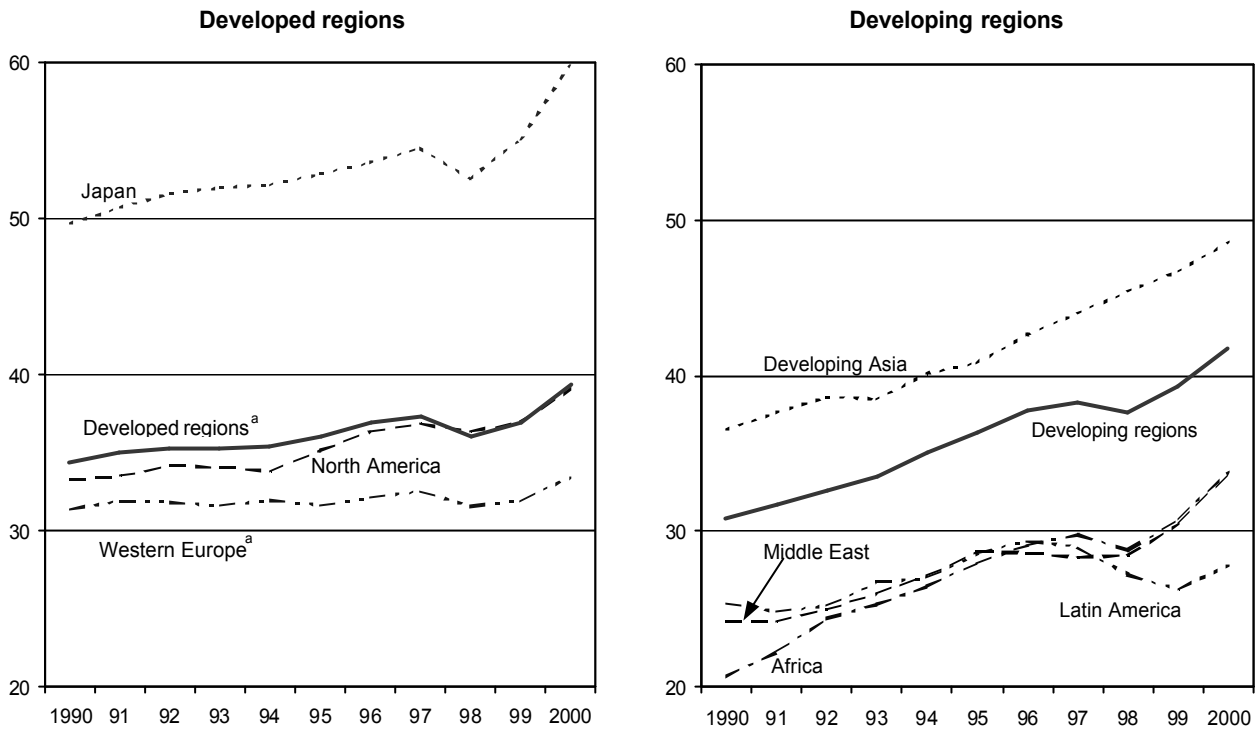 Developed regions
60
50
40
30
20
Japan
Developed regionsª
North America
Western Europeª
1990 91 92 93 94 95 96 97 98 99 2000
Developing regions
60
50
40
30
20
Developing Asia
Developing regions
Middle East
Latin America
Africa
1990 91 92 93 94 95 96 97 98 99 2000